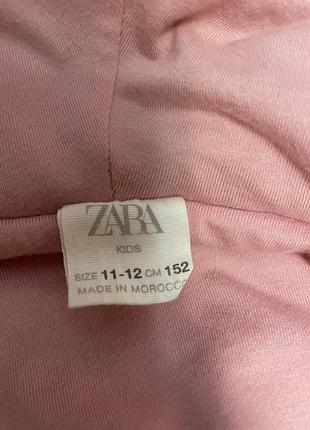 ZARA
KIDS
SIZE 11-12 CM 152
MADE IN MOROCCO